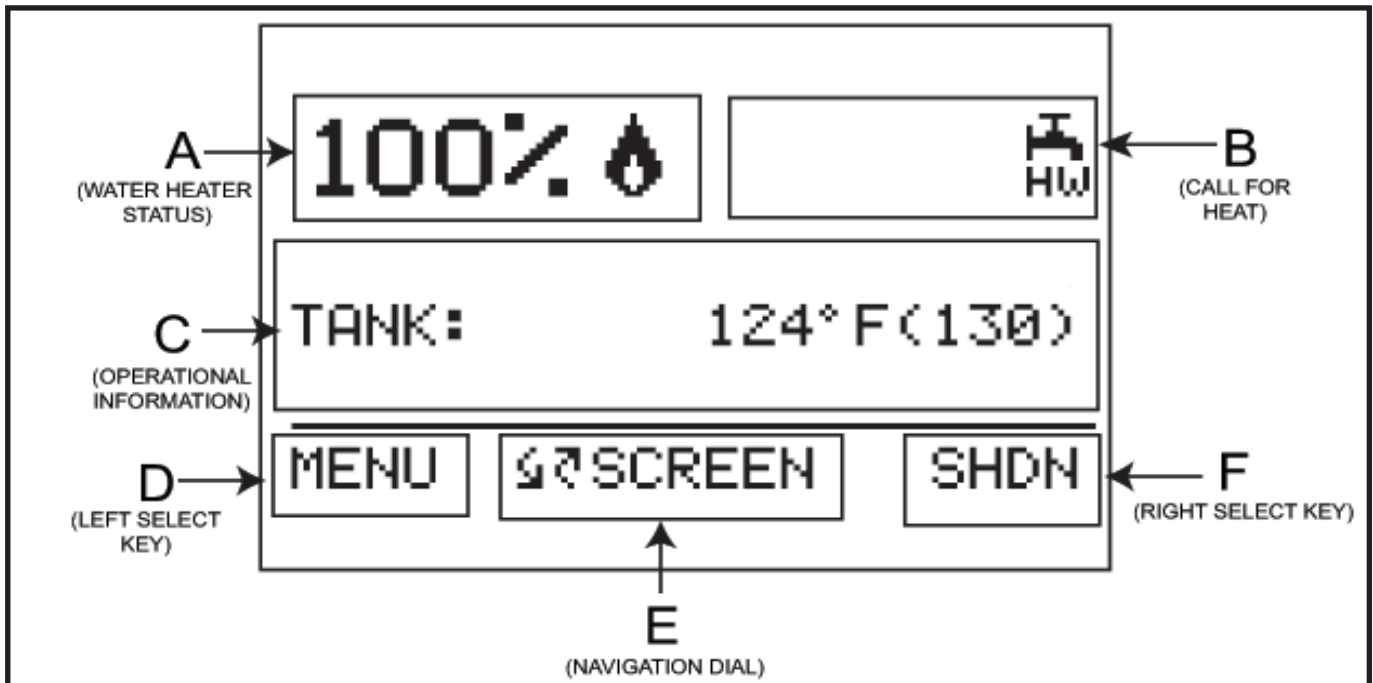 100%
HW
A
(WATER HEATER
STATUS)
B
(CALL FOR
HEAT)
TANK: 124°F(130)
C
(OPERATIONAL
INFORMATION)
MENU SCREEN SHDN
D
(LEFT SELECT
KEY)
F
(RIGHT SELECT KEY)
E
(NAVIGATION DIAL)